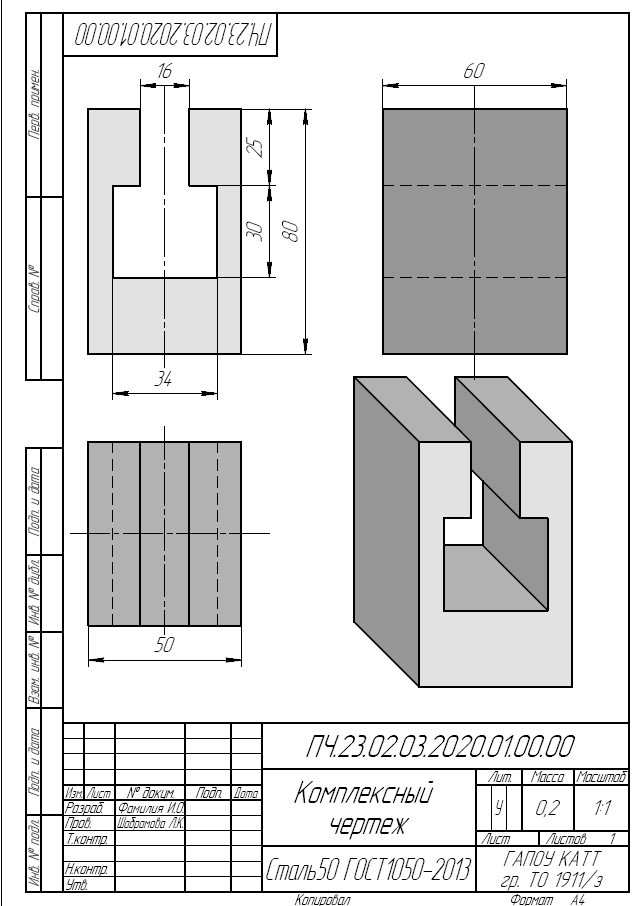 ПЧ.23.02.03.2020.01.00.00
Перв. примен.
Справ. №
Подп. и дата
Инв. № дубл.
Взам. инв. №
Подп. и дата
Инв. № подл.
16
25
30
80
34
60
50
ПЧ.23.02.03.2020.01.00.00
Изм. Лист № докум. Подп. Дата
Разраб. Фамилия И.О.
Пров. Шабрамова Л.К.
Т.контр.
Н.контр.
Утв.
Комплексный
чертеж
Лит. Масса Масштаб
У 0,2 1:1
Лист Листов 1
Сталь50 ГОСТ1050-2013
ГАПОУ КАТТ
гр. ТО 1911/э
Копировал Формат А4